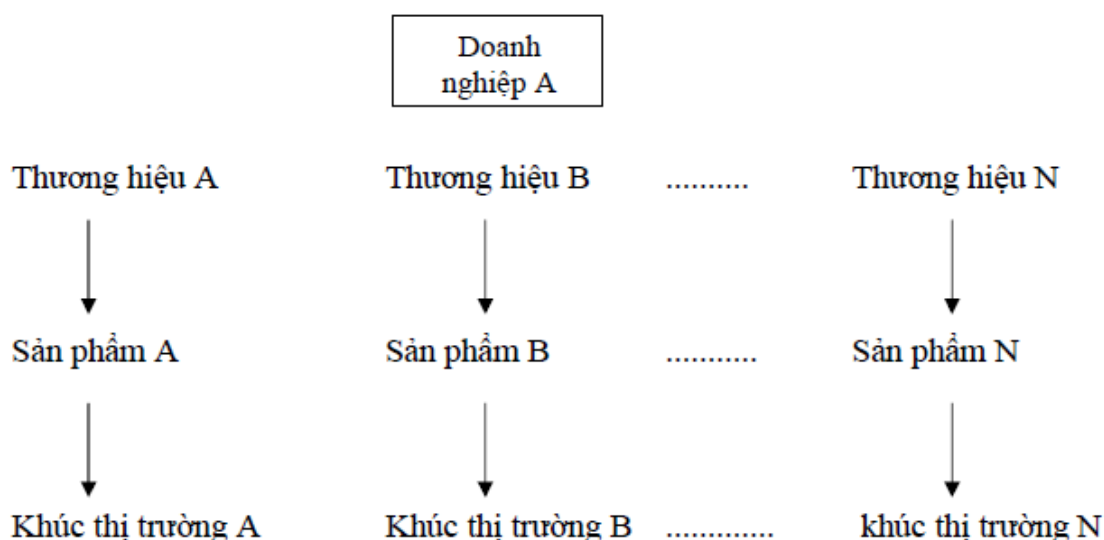 Doanh
nghiệp A
Thương hiệu A Thương hiệu B .......... Thương hiệu N
Sản phẩm A Sản phẩm B ........... Sản phẩm N
Khúc thị trường A Khúc thị trường B ............. khúc thị trường N